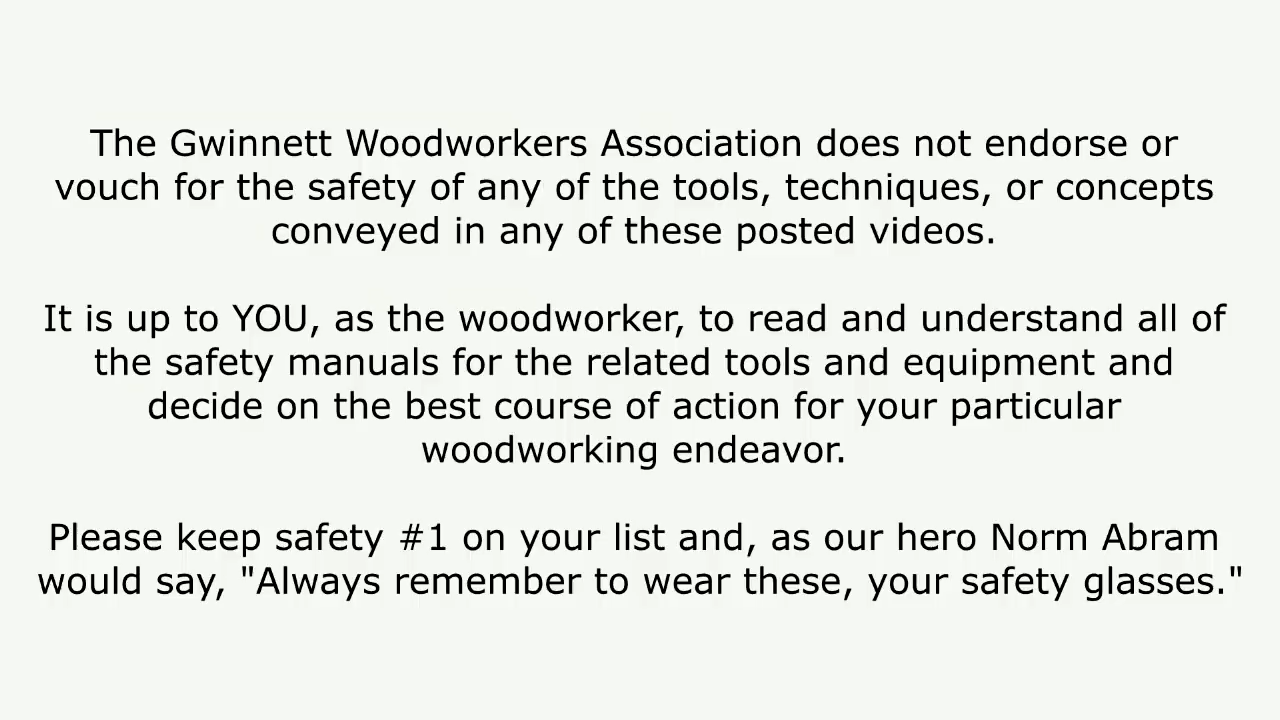 The Gwinnett Woodworkers Association does not endorse or
vouch for the safety of any of the tools, techniques, or concepts
conveyed in any of these posted videos.
It is up to YOU, as the woodworker, to read and understand all of
the safety manuals for the related tools and equipment and
decide on the best course of action for your particular
woodworking endeavor.
Please keep safety #1 on your list and, as our hero Norm Abram
would say, "Always remember to wear these, your safety glasses."